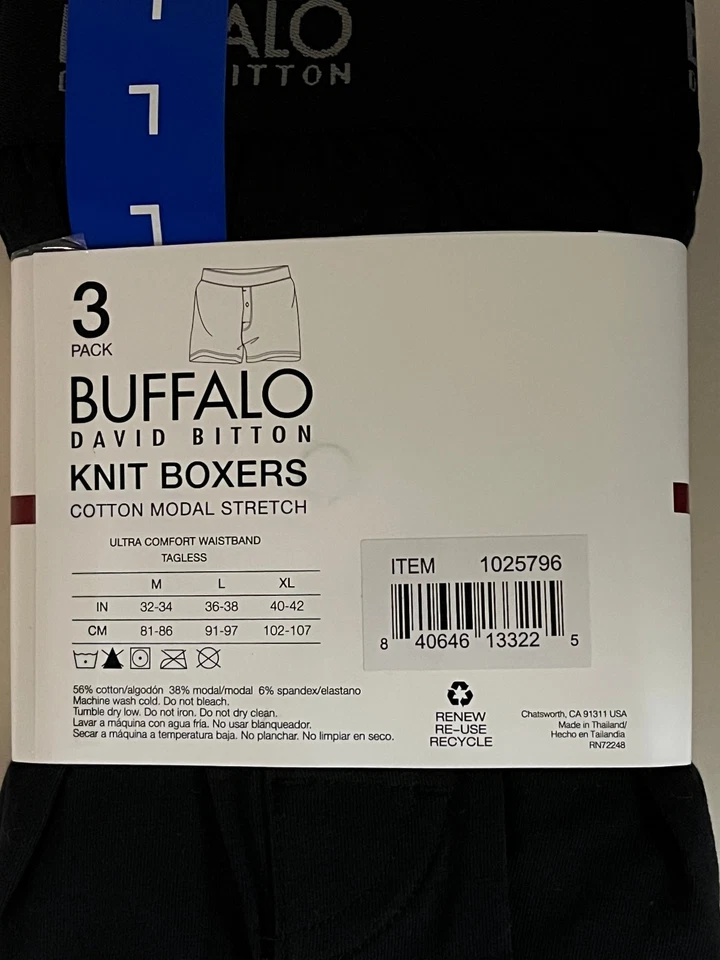 BUFFALO
BITTON
L
L
3
PACK
BUFFALO
DAVID BITTON
KNIT BOXERS
COTTON MODAL STRETCH
ULTRA COMFORT WAISTBAND
TAGLESS
M L XL
IN 32-34 36-38 40-42
CM 81-86 91-97 102-107
ITEM 1025796
8 40646 13322 5
56% cotton/algodón 38% modal/modal 6% spandex/elastano
Machine wash cold. Do not bleach.
Tumble dry low. Do not iron. Do not dry clean.
Lavar a máquina con agua fria. No usar blanqueador.
Secar a máquina a temperatura baja. No planchar. No limpiar en seco.
RENEW
RE-USE
RECYCLE
Chatsworth, CA 91311 USA
Made in Thailand/
Hecho en Tailandia
RN72248